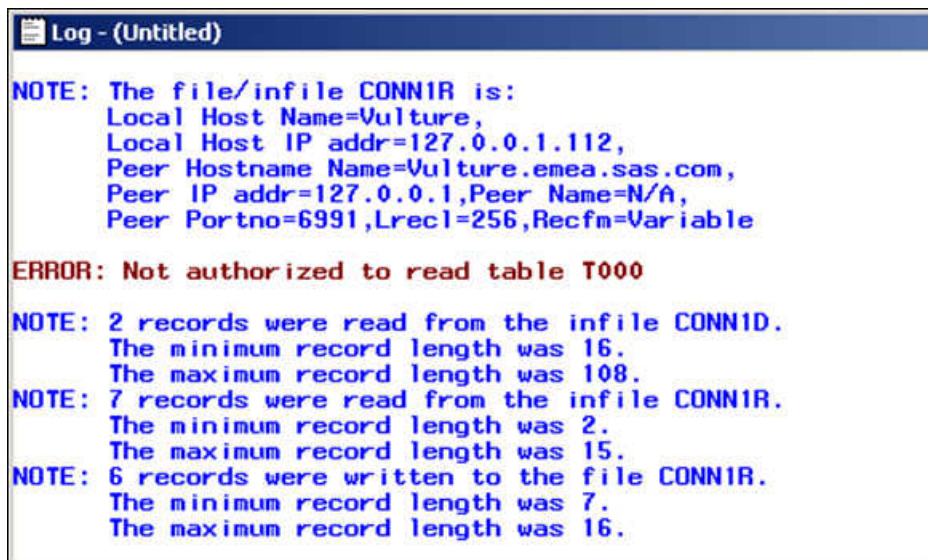 Log - (Untitled)
NOTE: The file/infile CONN1R is:
Local Host Name=Vulture,
Local Host IP addr=127.0.0.1.112,
Peer Hostname Name=Vulture.emea.sas.com,
Peer IP addr=127.0.0.1,Peer Name=N/A,
Peer Portno=6991,Lrecl=256,Recfm=Variable
ERROR: Not authorized to read table T000
NOTE: 2 records were read from the infile CONN1D.
The minimum record length was 16.
The maximum record length was 108.
NOTE: 7 records were read from the infile CONN1R.
The minimum record length was 2.
The maximum record length was 15.
NOTE: 6 records were written to the file CONN1R.
The minimum record length was 7.
The maximum record length was 16.